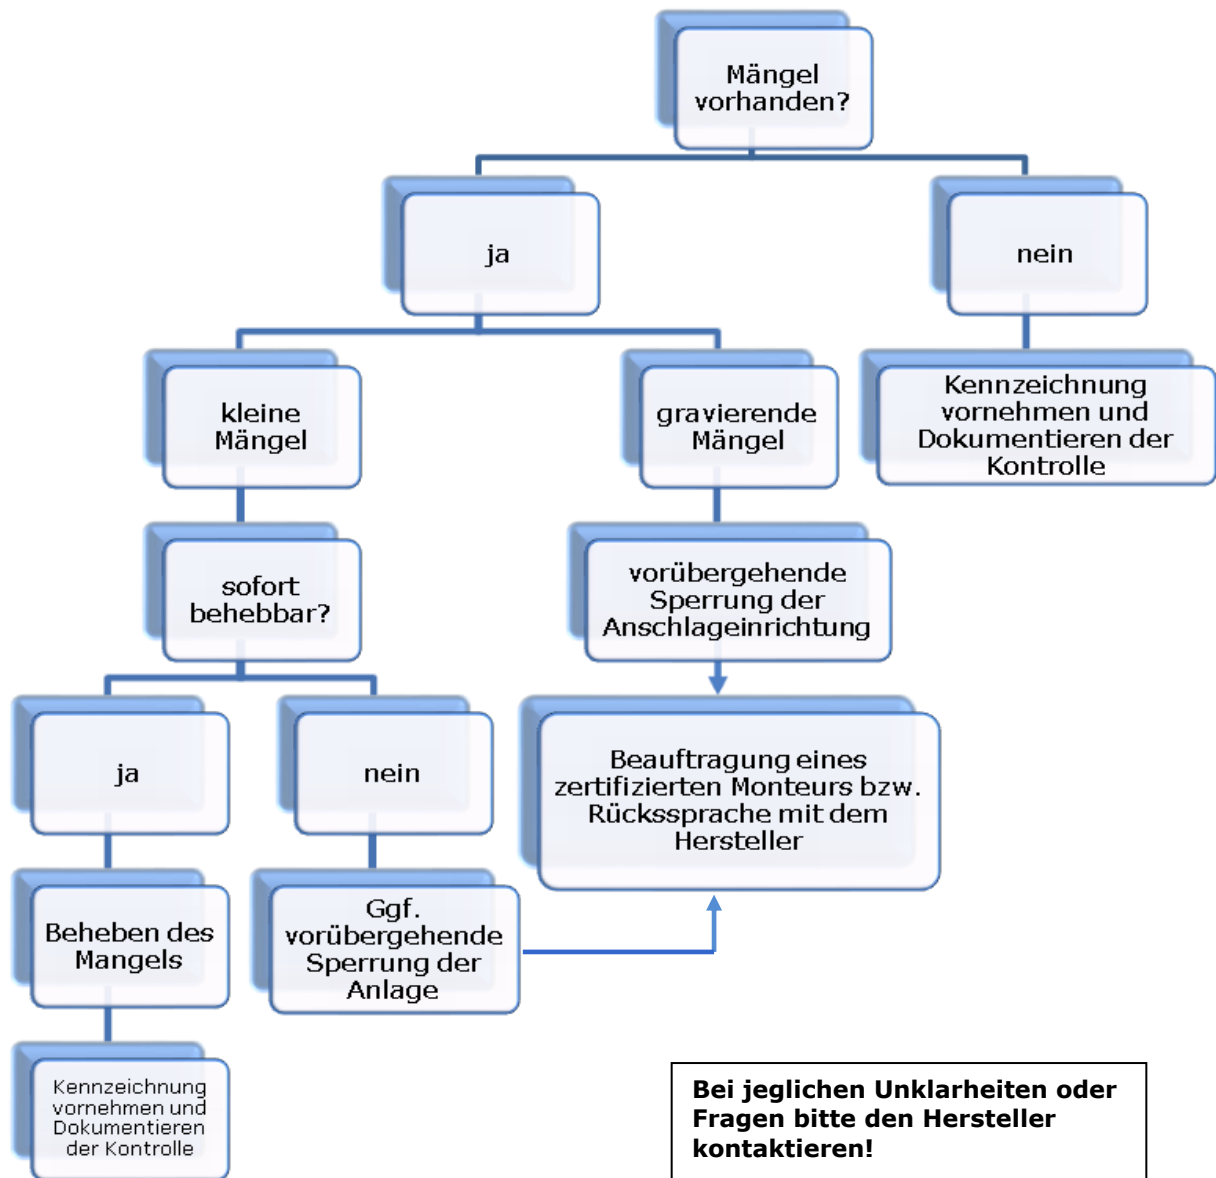 Mängel
vorhanden?
ja
nein
kleine
Mängel
gravierende
Mängel
Kennzeichnung
vornehmen und
Dokumentieren der
Kontrolle
sofort
behebbar?
vorübergehende
Sperrung der
Anschlageinrichtung
ja
nein
Beauftragung eines
zertifizierten Monteurs bzw.
Rückssprache mit dem
Hersteller
Beheben des
Mangels
Ggf.
vorübergehende
Sperrung der
Anlage
Kennzeichnung
vornehmen und
Dokumentieren
der Kontrolle
Bei jeglichen Unklarheiten oder
Fragen bitte den Hersteller
kontaktieren!